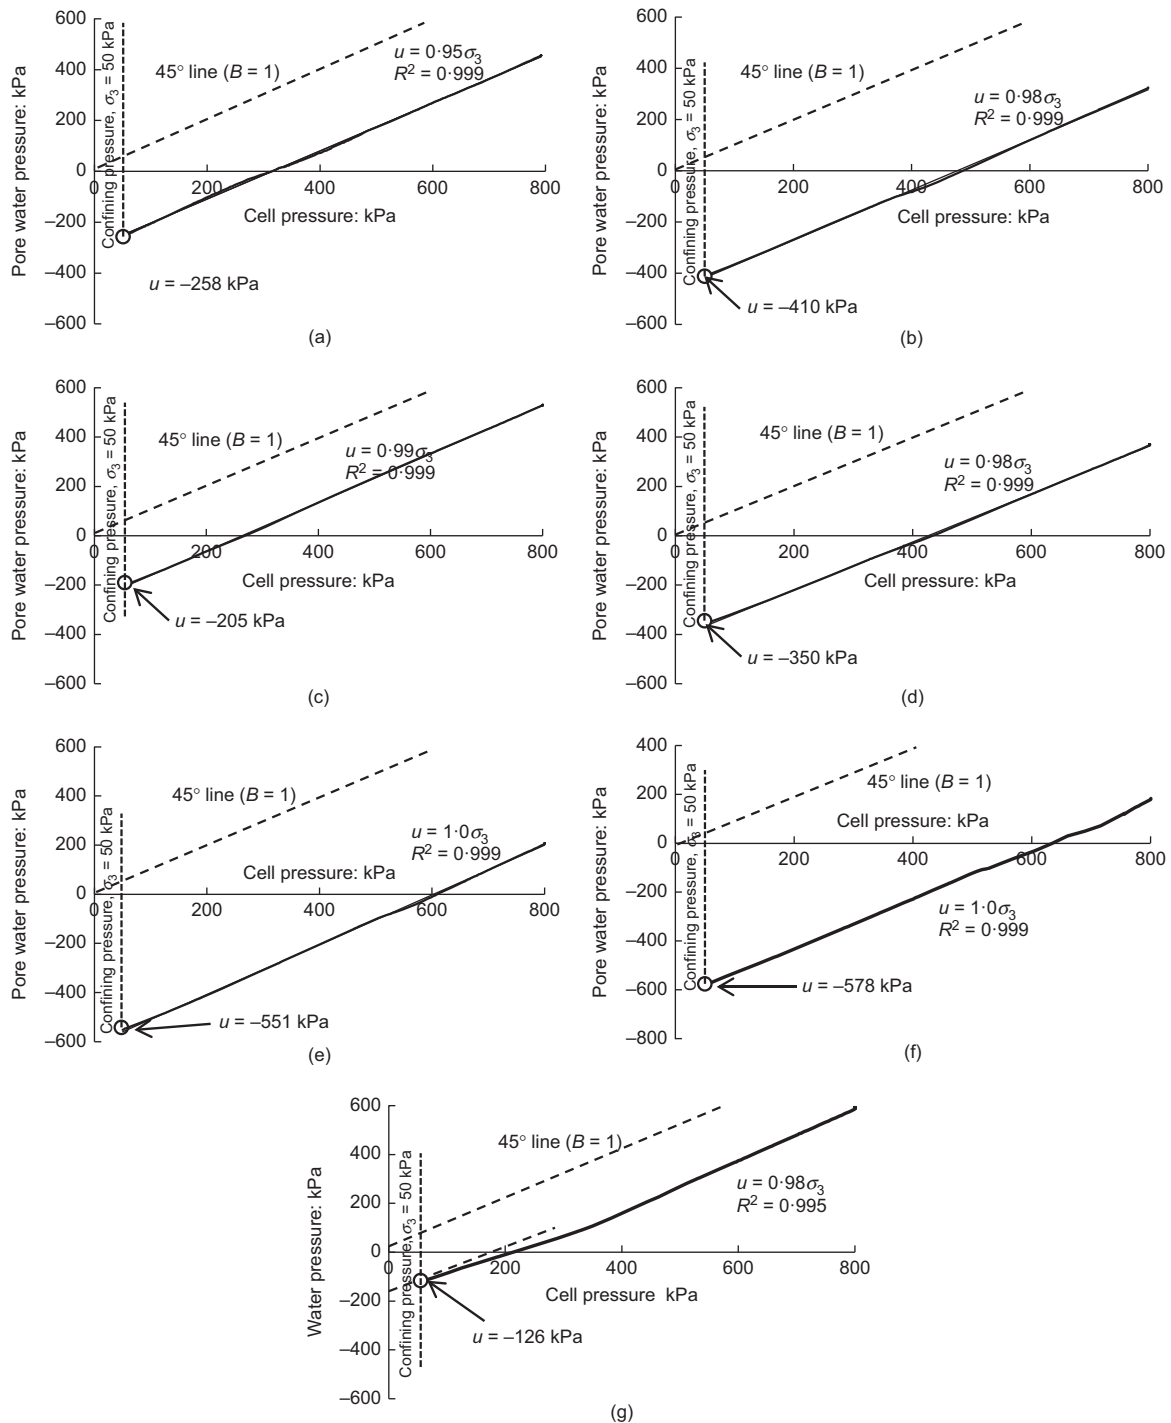 600
400
200
0
–200
–400
–600
Pore water pressure: kPa
Confining pressure, σ3 = 50 kPa
45° line (B = 1)
u = 0·95σ3
R2 = 0·999
0
200
400
600
800
Cell pressure: kPa
u = –258 kPa
(a)
600
400
200
0
–200
–400
–600
Pore water pressure: kPa
Confining pressure, σ3 = 50 kPa
45° line (B = 1)
u = 0·98σ3
R2 = 0·999
0
400
600
800
Cell pressure: kPa
u = –410 kPa
(b)
600
400
200
0
–200
–400
–600
Pore water pressure: kPa
Confining pressure, σ3 = 50 kPa
45° line (B = 1)
u = 0·99σ3
R2 = 0·999
0
200
400
600
800
Cell pressure: kPa
u = –205 kPa
(c)
600
400
200
0
–200
–400
–600
Pore water pressure: kPa
Confining pressure, σ3 = 50 kPa
45° line (B = 1)
u = 0·98σ3
R2 = 0·999
0
200
400
600
800
Cell pressure: kPa
u = –350 kPa
(d)
600
400
200
0
–200
–400
–600
Pore water pressure: kPa
Confining pressure, σ3 = 50 kPa
45° line (B = 1)
u = 1·0σ3
R2 = 0·999
Cell pressure: kPa
0
200
400
600
800
u = –551 kPa
(e)
400
200
0
–200
–400
–600
–800
Pore water pressure: kPa
Confining pressure, σ3 = 50 kPa
45° line (B = 1)
Cell pressure: kPa
0
200
400
600
800
u = 1·0σ3
R2 = 0·999
u = –578 kPa
(f)
600
400
200
0
–200
–400
–600
Water pressure: kPa
Confining pressure, σ3 = 50 kPa
45° line (B = 1)
u = 0·98σ3
R2 = 0·995
0
200
400
600
800
Cell pressure kPa
u = –126 kPa
(g)